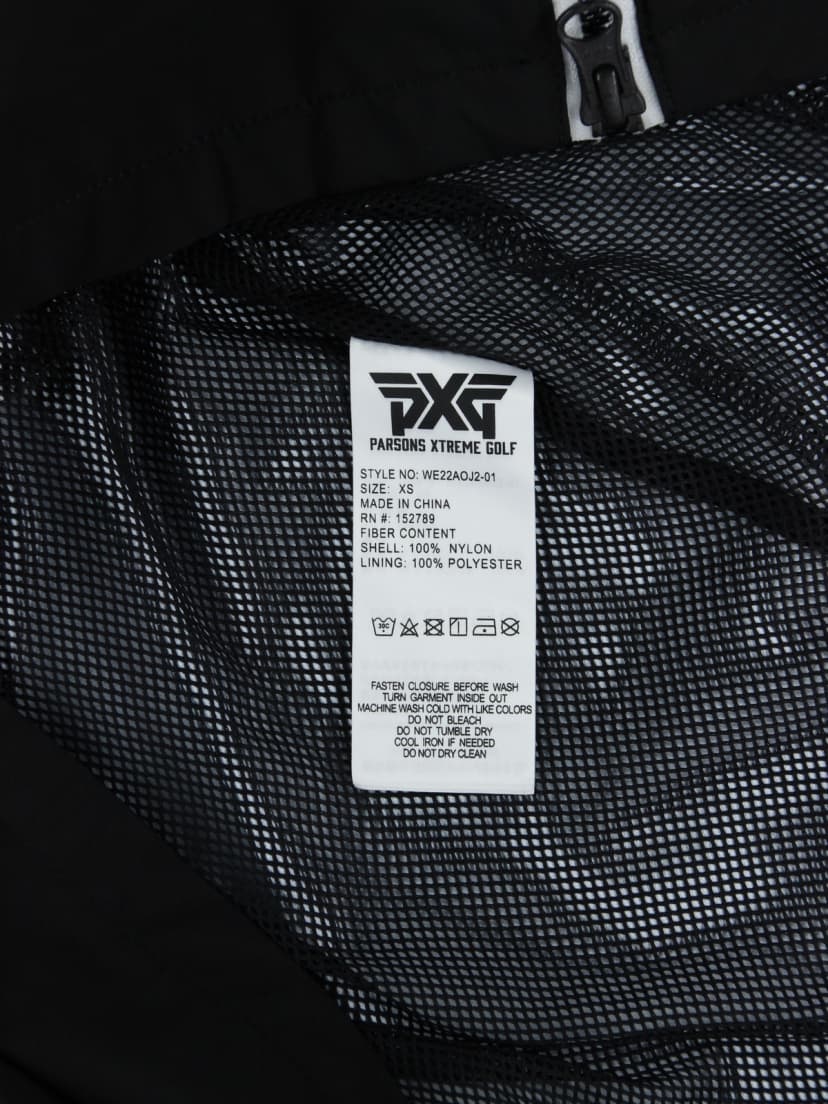 PXG
PARSONS XTREME GOLF
STYLE NO: WE22AOJ2-01
SIZE: XS
MADE IN CHINA
RN #: 152789
FIBER CONTENT
SHELL: 100% NYLON
LINING: 100% POLYESTER
30C
FASTEN CLOSURE BEFORE WASH
TURN GARMENT INSIDE OUT
MACHINE WASH COLD WITH LIKE COLORS
DO NOT BLEACH
DO NOT TUMBLE DRY
COOL IRON IF NEEDED
DO NOT DRY CLEAN